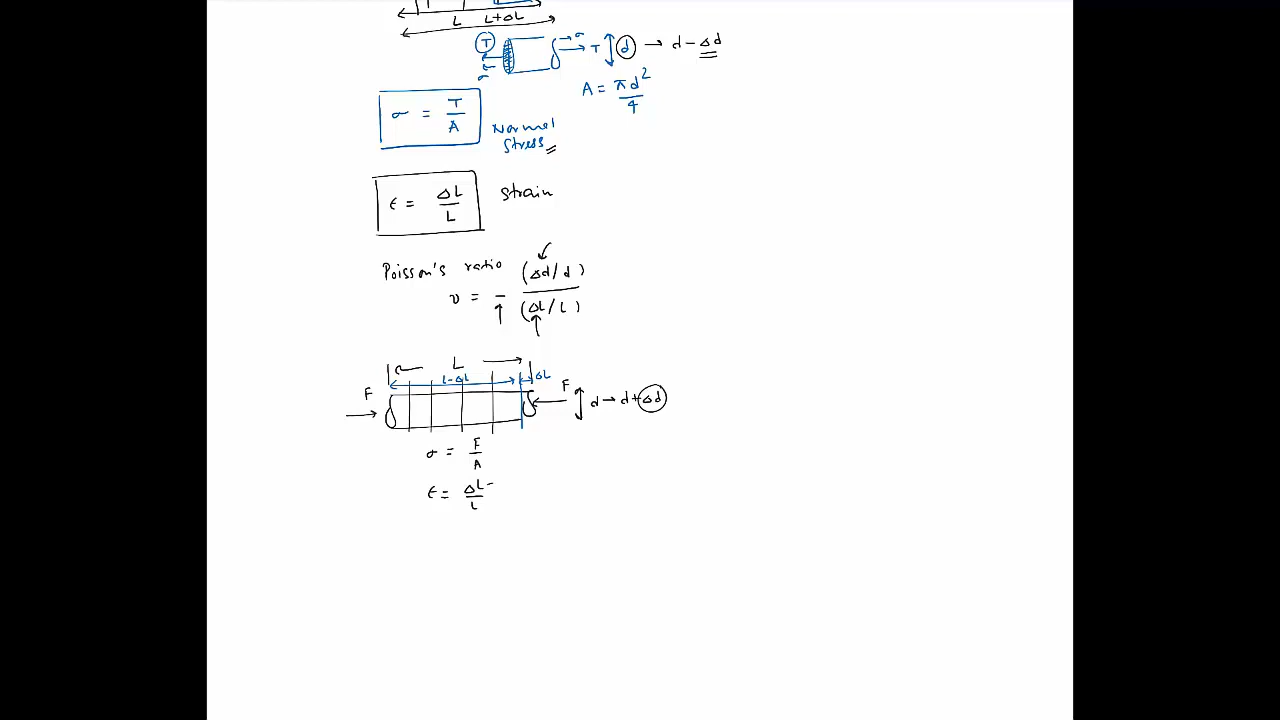 L L+ΔL
T σ T d → d-Δd
σ
A = πd²/4
σ = T/A Normal
Stress
ε = ΔL/L Strain
Poisson's ratio (Δd/d)
ν = - (ΔL/L)
L
L-ΔL ΔL
F F d → d+Δd
σ = F/A
ε = ΔL/L